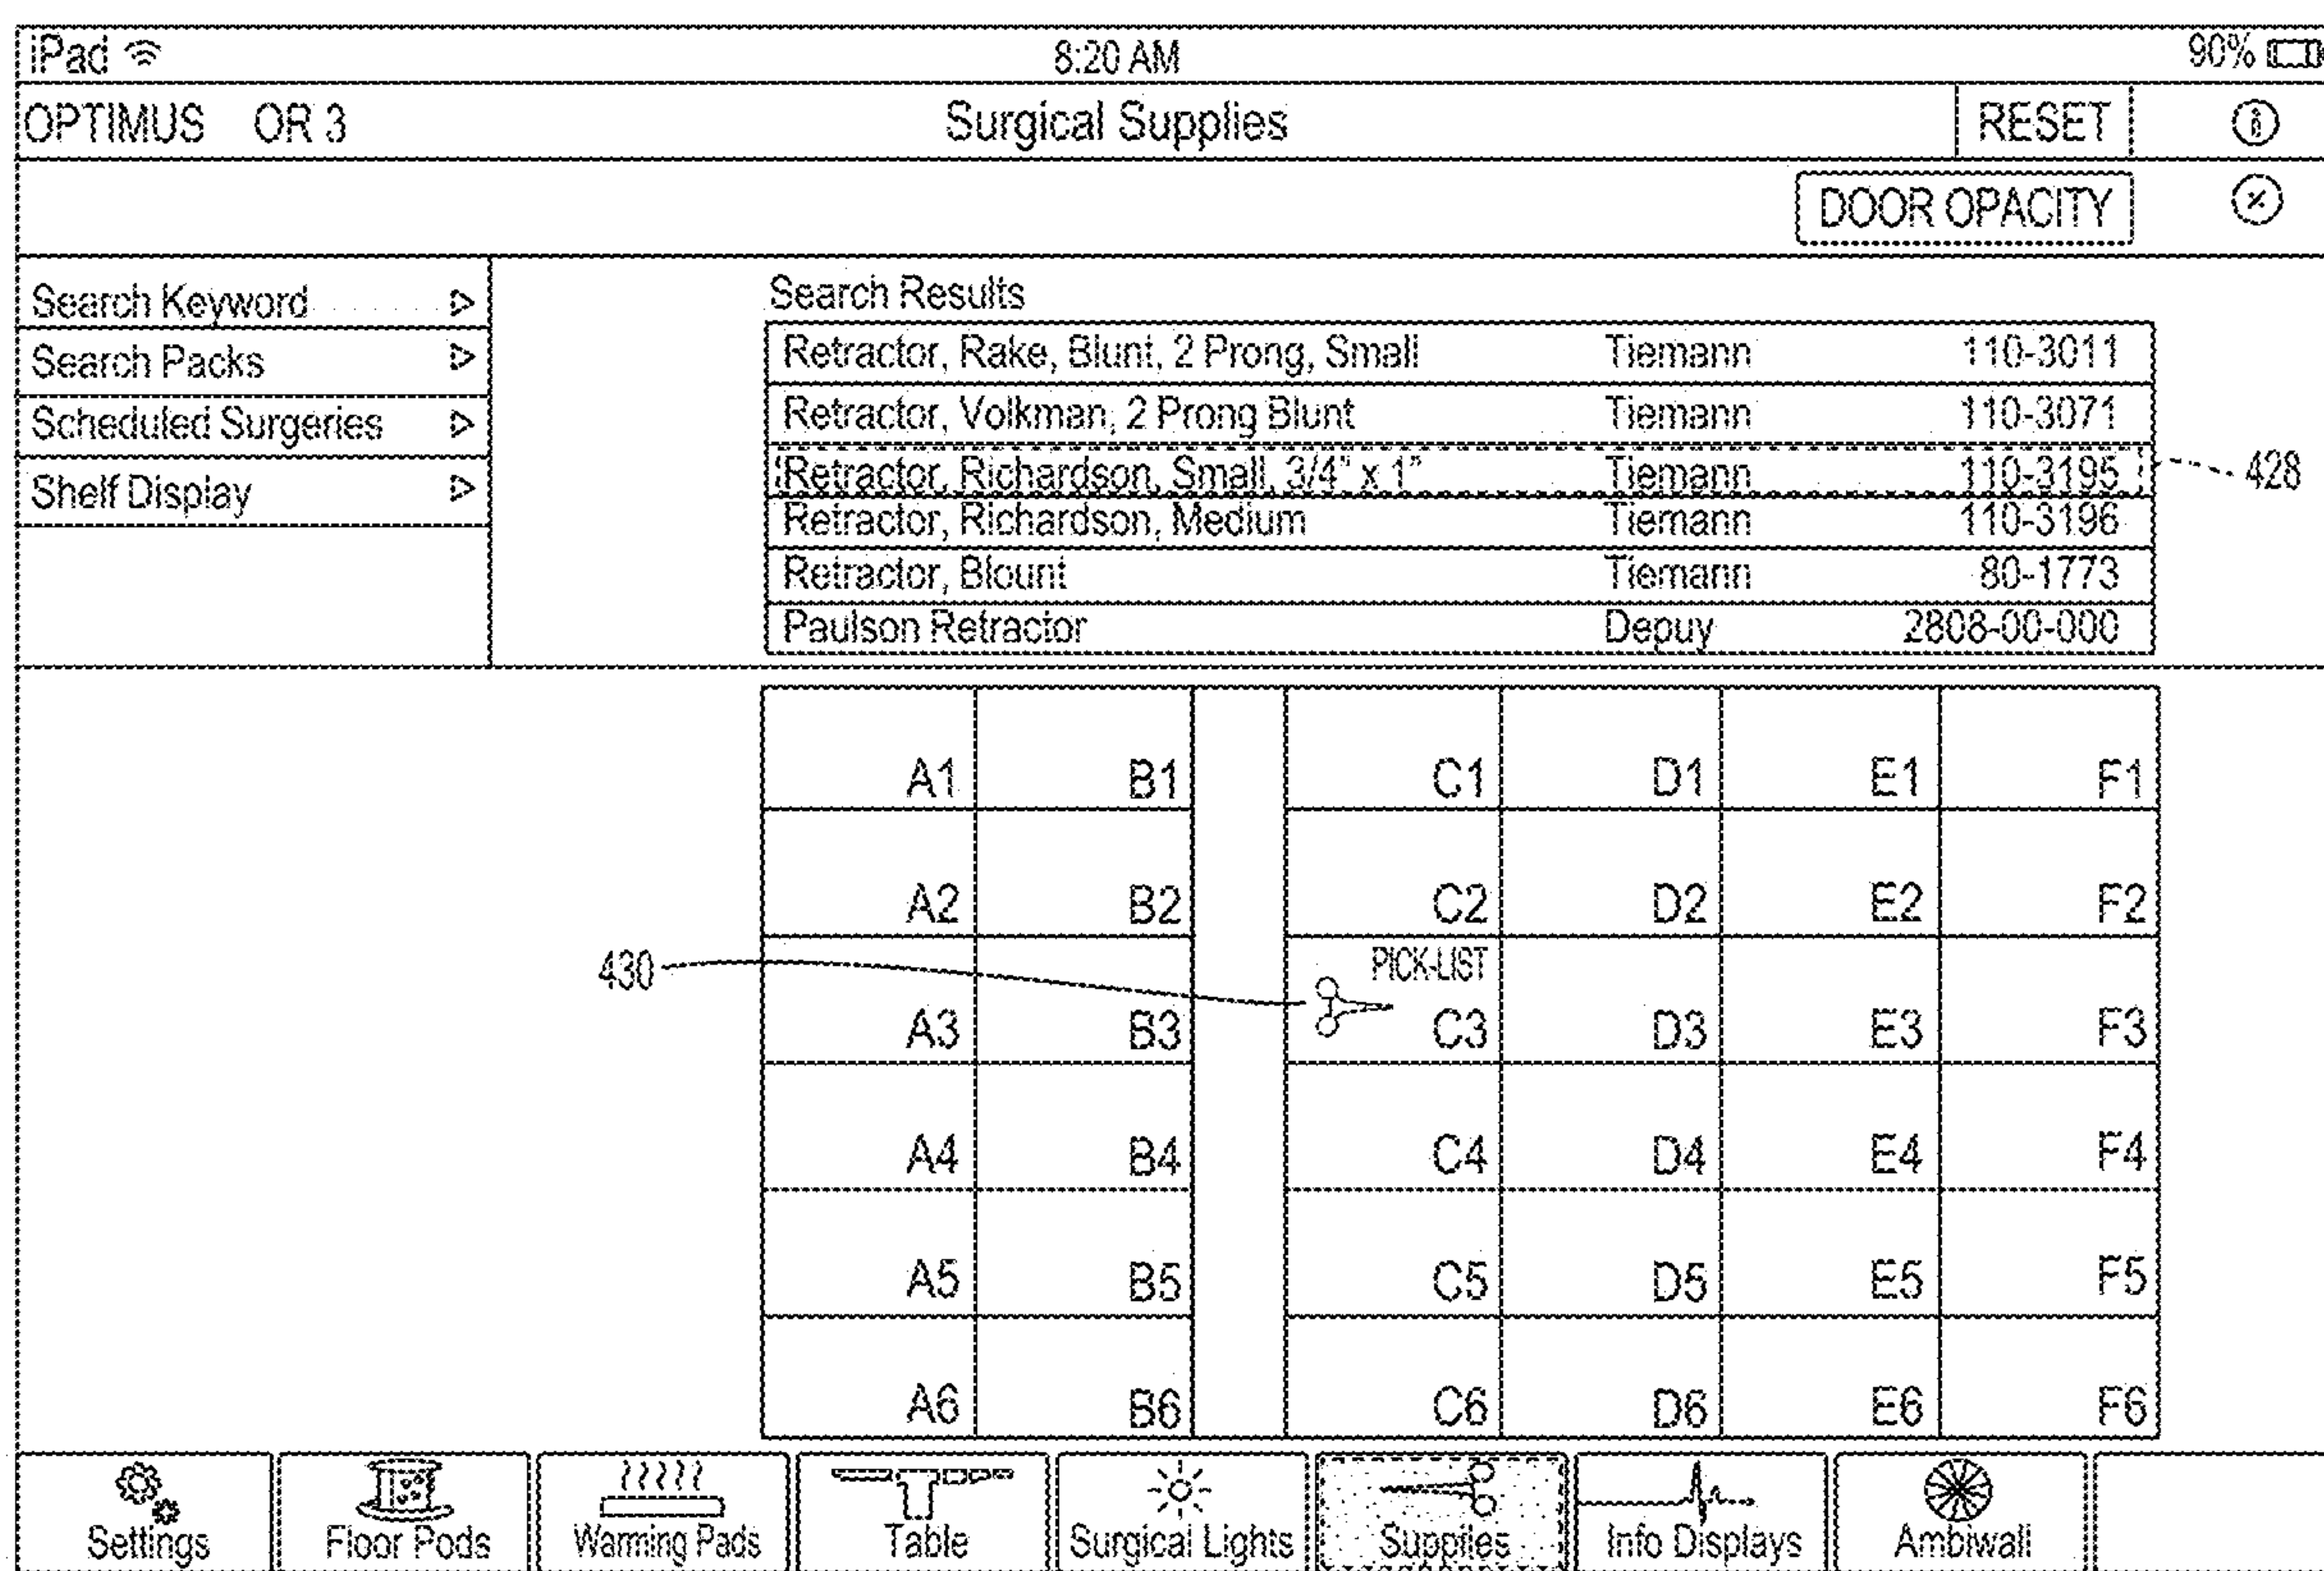 iPad 8:20 AM 90%
OPTIMUS OR 3 Surgical Supplies RESET
DOOR OPACITY
Search Keyword
Search Packs
Scheduled Surgeries
Shelf Display
Search Results
Retractor, Rake, Blunt, 2 Prong, Small Tiemann 110-3011
Retractor, Volkman, 2 Prong Blunt Tiemann 110-3071
Retractor, Richardson, Small, 3/4" x 1" Tiemann 110-3195
428
Retractor, Richardson, Medium Tiemann 110-3196
Retractor, Blount Tiemann 80-1773
Paulson Retractor Depuy 2808-00-000
A1 B1 C1 D1 E1 F1
A2 B2 C2 D2 E2 F2
430 PICK-LIST
A3 B3 C3 D3 E3 F3
A4 B4 C4 D4 E4 F4
A5 B5 C5 D5 E5 F5
A6 B6 C6 D6 E6 F6
Settings Floor Pods Warming Pads Table Surgical Lights Supplies Info Displays Ambiwall